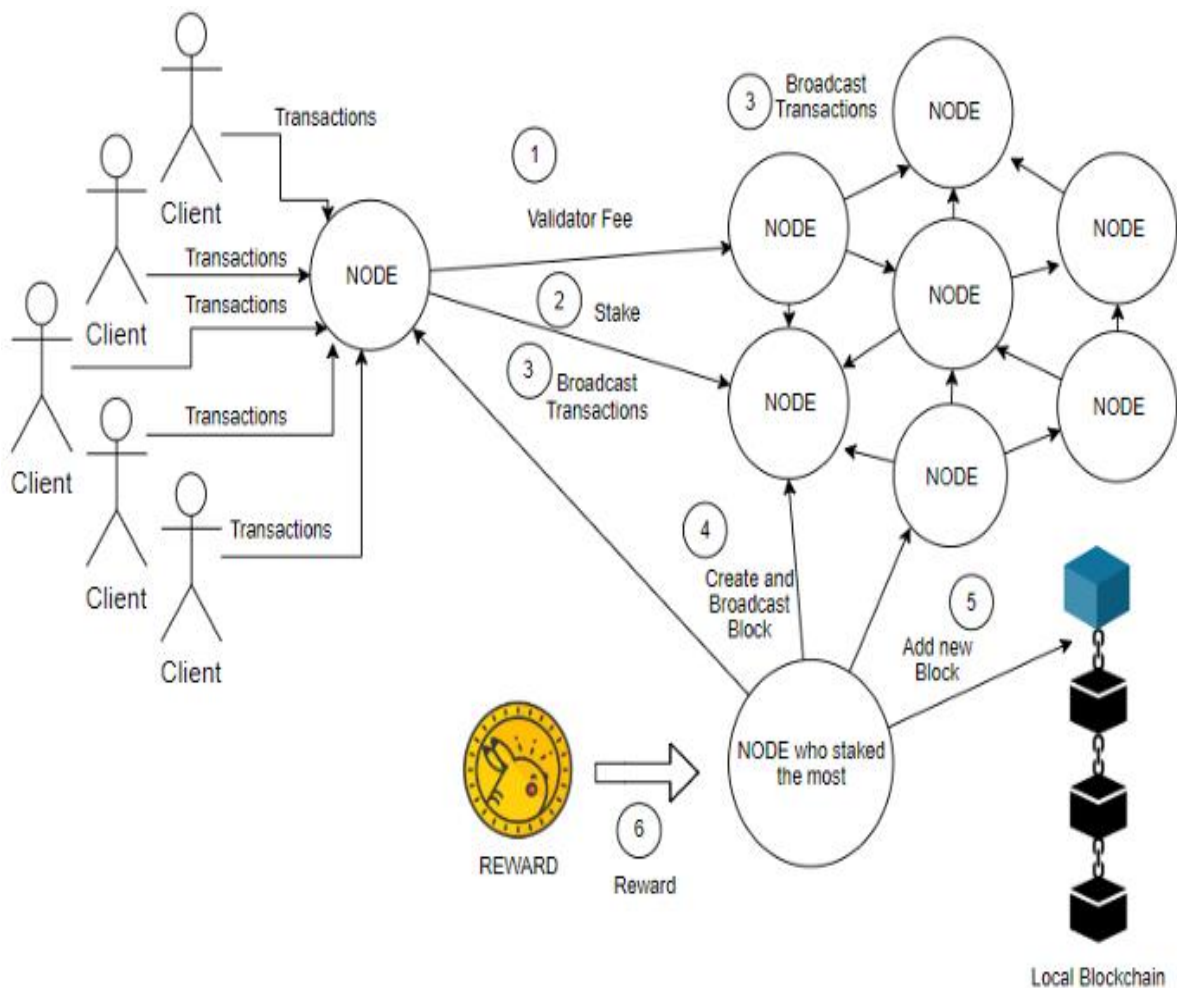 Transactions
Client
Transactions
Client
Transactions
Client
Transactions
Client
Transactions
Client
NODE
1
Validator Fee
2
Stake
3
Broadcast
Transactions
3
Broadcast
Transactions
NODE
NODE
NODE
NODE
NODE
NODE
NODE
4
Create and
Broadcast
Block
5
Add new
Block
NODE who staked
the most
REWARD
6
Reward
Local Blockchain